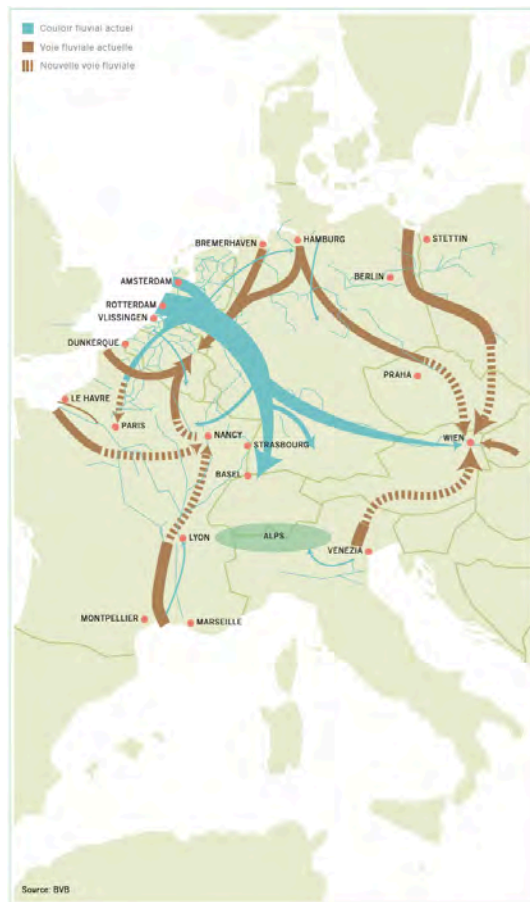 Couloir fluvial actuel
Voie fluviale actuelle
Nouvelle voie fluviale
BREMERHAVEN
HAMBURG
STETTIN
BERLIN
AMSTERDAM
ROTTERDAM
VLISSINGEN
DUNKERQUE
PRAHA
LE HAVRE
PARIS
NANCY
STRASBOURG
WIEN
BASEL
LYON
ALPS
VENEZIA
MONTPELLIER
MARSEILLE
Source: BVB